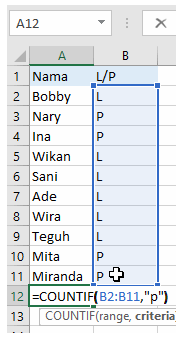 A12
A B
1 Nama L/P
2 Bobby L
3 Nary P
4 Ina P
5 Wikan L
6 Sani L
7 Ade L
8 Wira L
9 Teguh L
10 Mita P
11 Miranda P
12 =COUNTIF(B2:B11,"p")
13 COUNTIF(range, criteria)